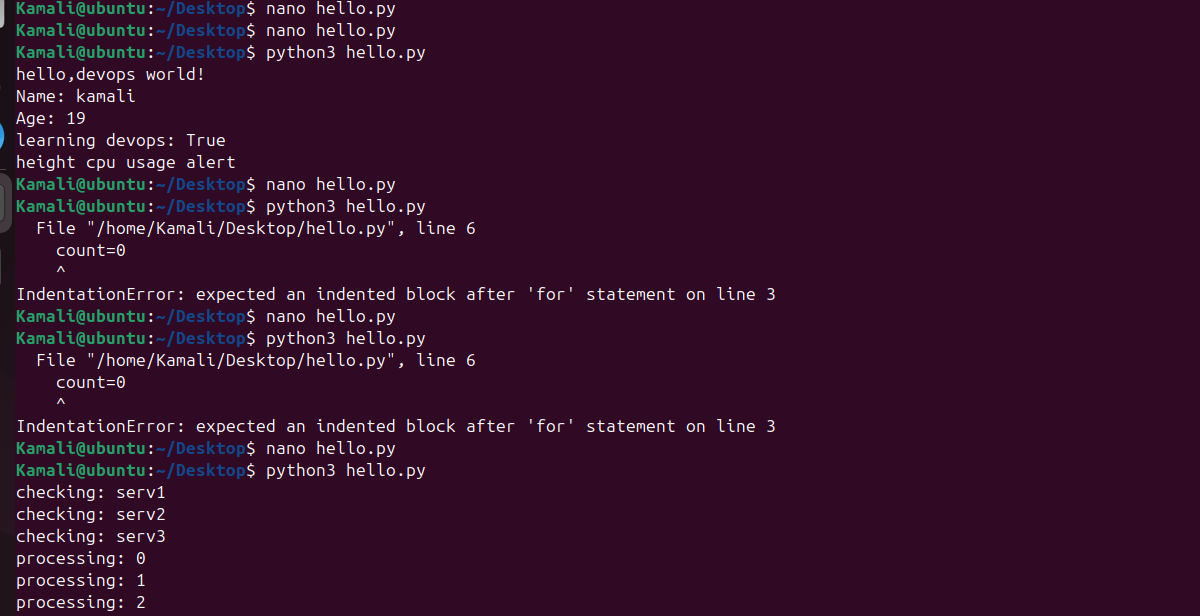 Kamali@ubuntu:~/Desktop$ nano hello.py
Kamali@ubuntu:~/Desktop$ nano hello.py
Kamali@ubuntu:~/Desktop$ python3 hello.py
hello,devops world!
Name: kamali
Age: 19
learning devops: True
height cpu usage alert
Kamali@ubuntu:~/Desktop$ nano hello.py
Kamali@ubuntu:~/Desktop$ python3 hello.py
  File "/home/Kamali/Desktop/hello.py", line 6
    count=0
    ^
IndentationError: expected an indented block after 'for' statement on line 3
Kamali@ubuntu:~/Desktop$ nano hello.py
Kamali@ubuntu:~/Desktop$ python3 hello.py
  File "/home/Kamali/Desktop/hello.py", line 6
    count=0
    ^
IndentationError: expected an indented block after 'for' statement on line 3
Kamali@ubuntu:~/Desktop$ nano hello.py
Kamali@ubuntu:~/Desktop$ python3 hello.py
checking: serv1
checking: serv2
checking: serv3
processing: 0
processing: 1
processing: 2